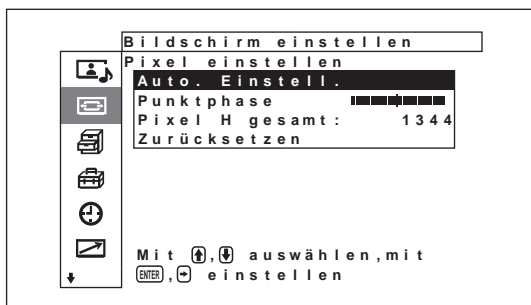 Bildschirm einstellen
Pixel einstellen
Auto. Einstell.
Punktphase
Pixel H gesamt: 1344
Zurücksetzen
Mit ↑,↓ auswählen,mit
ENTER,→ einstellen